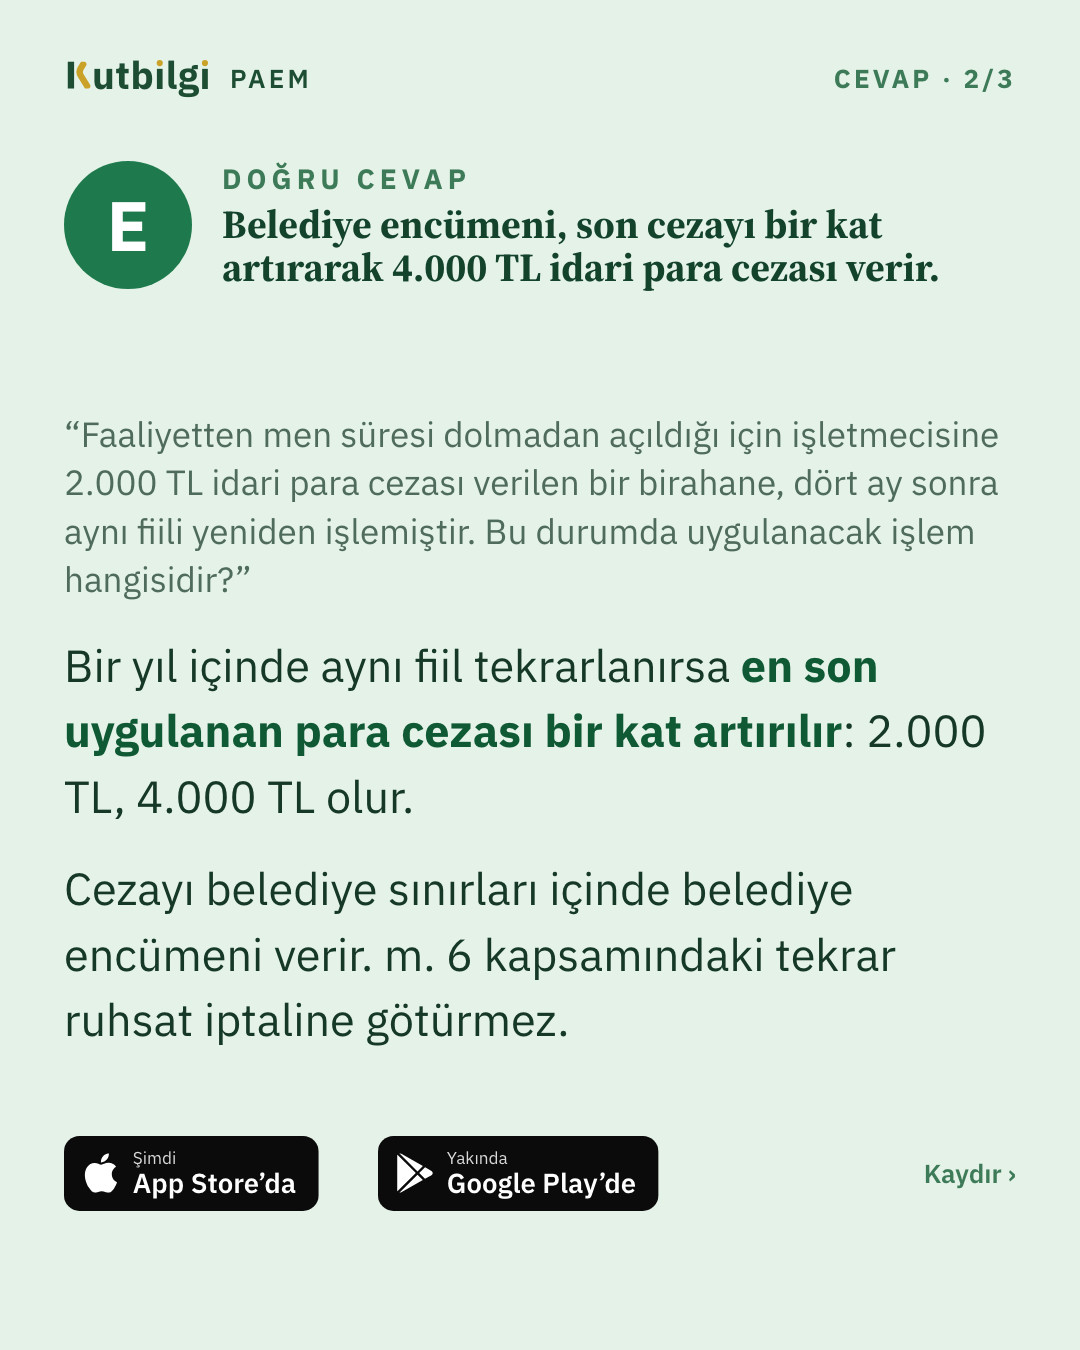 Kutbilgi PAEM
CEVAP · 2/3
E
DOĞRU CEVAP
Belediye encümeni, son cezayı bir kat
artırarak 4.000 TL idari para cezası verir.
“Faaliyetten men süresi dolmadan açıldığı için işletmecisine
2.000 TL idari para cezası verilen bir birahane, dört ay sonra
aynı fiili yeniden işlemiştir. Bu durumda uygulanacak işlem
hangisidir?”
Bir yıl içinde aynı fiil tekrarlanırsa en son
uygulanan para cezası bir kat artırılır: 2.000
TL, 4.000 TL olur.
Cezayı belediye sınırları içinde belediye
encümeni verir. m. 6 kapsamındaki tekrar
ruhsat iptaline götürmez.
Şimdi
App Store’da
Yakında
Google Play’de
Kaydır ›